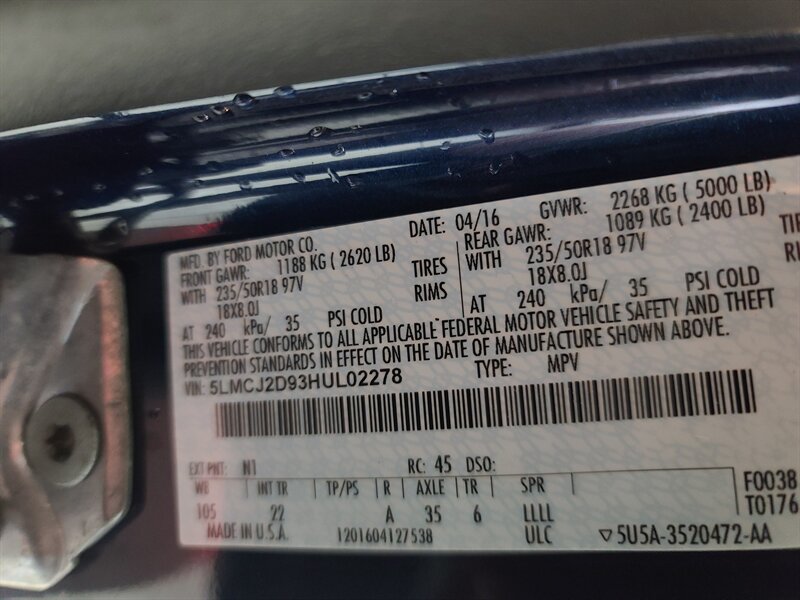 MFD. BY FORD MOTOR CO. DATE: 04/16 GVWR: 2268 KG ( 5000 LB)
FRONT GAWR: 1188 KG ( 2620 LB) REAR GAWR: 1089 KG ( 2400 LB)
WITH 235/50R18 97V TIRES WITH 235/50R18 97V TIRES
18X8.0J RIMS 18X8.0J RIMS
AT 240 kPa/ 35 PSI COLD AT 240 kPa/ 35 PSI COLD
THIS VEHICLE CONFORMS TO ALL APPLICABLE FEDERAL MOTOR VEHICLE SAFETY AND THEFT
PREVENTION STANDARDS IN EFFECT ON THE DATE OF MANUFACTURE SHOWN ABOVE.
VIN: 5LMCJ2D93HUL02278 TYPE: MPV
EXT PNT: N1 RC: 45 DSO:
WB INT TR TP/PS R AXLE TR SPR F0038
105 22 A 35 6 LLLL T0176
MADE IN U.S.A. 1201604127538 ULC ▽5U5A-3520472-AA